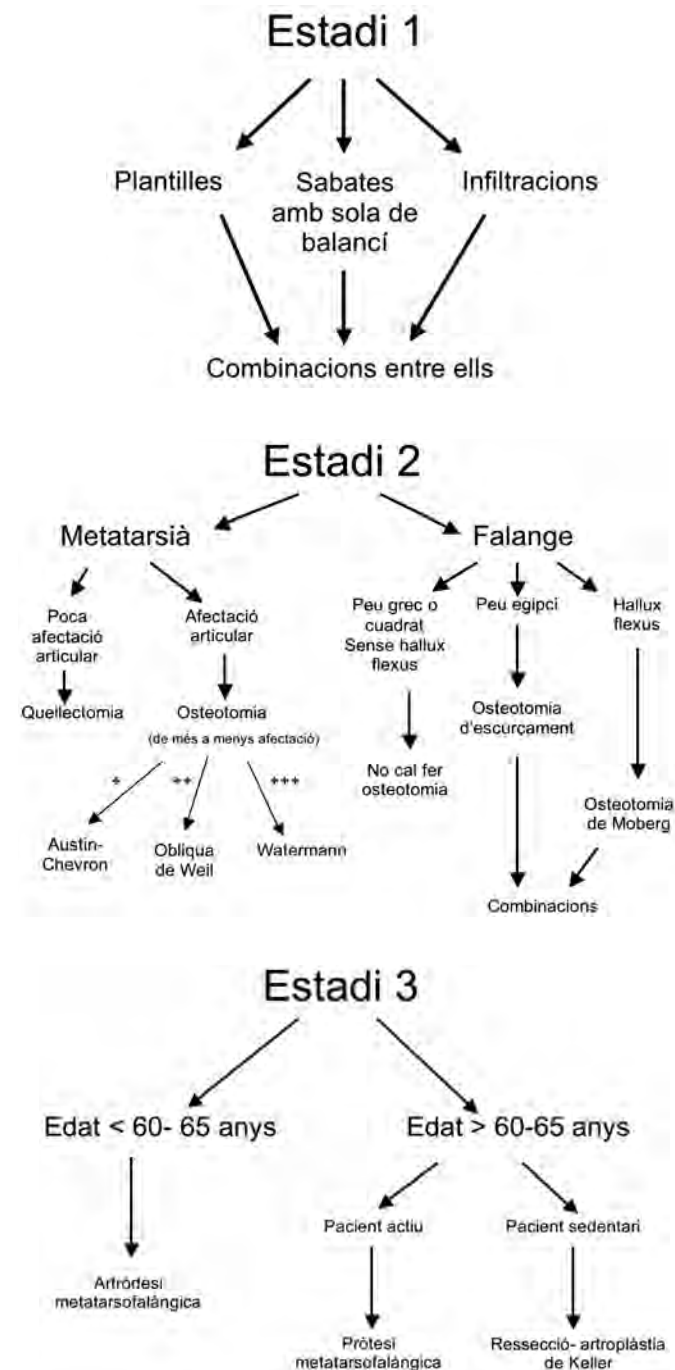 Estadi 1
Plantilles
Sabates
amb sola de
balancí
Infiltracions
Combinacions entre ells
Estadi 2
Metatarsià
Falange
Poca
afectació
articular
Afectació
articular
Peu grec o
cuadrat
Sense hallux
flexus
Peu egipci
Hallux
flexus
Quellectomia
Osteotomia
(de més a menys afectació)
Osteotomia
d'escurçament
No cal fer
osteotomia
+
++
+++
Austin-
Chevron
Obliqua
de Weil
Watermann
Osteotomia
de Moberg
Combinacions
Estadi 3
Edat < 60- 65 anys
Edat > 60-65 anys
Pacient actiu
Pacient sedentari
Artròdesi
metatarsofalàngica
Pròtesi
metatarsofalàngica
Ressecció- artroplàstia
de Keller